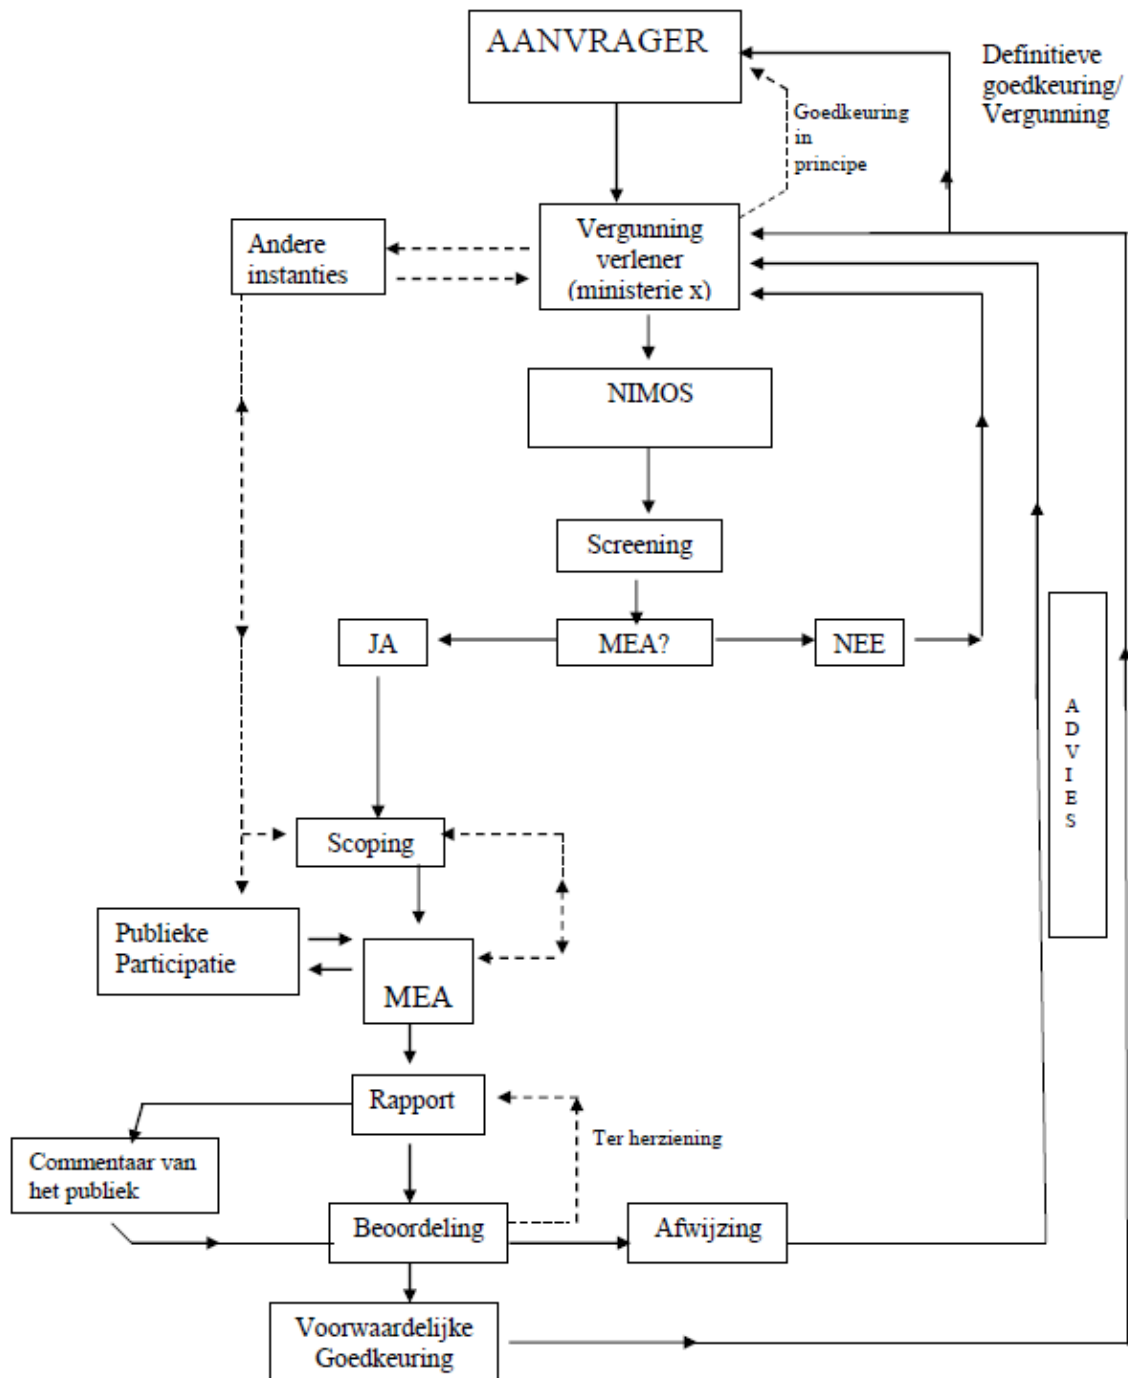 AANVRAGER
Definitieve
goedkeuring/
Vergunning
Goedkeuring
in
principe
Vergunning
verlener
(ministerie x)
Andere
instanties
NIMOS
Screening
JA
MEA?
NEE
A
D
V
I
E
S
Scoping
Publieke
Participatie
MEA
Rapport
Ter herziening
Commentaar van
het publiek
Beoordeling
Afwijzing
Voorwaardelijke
Goedkeuring